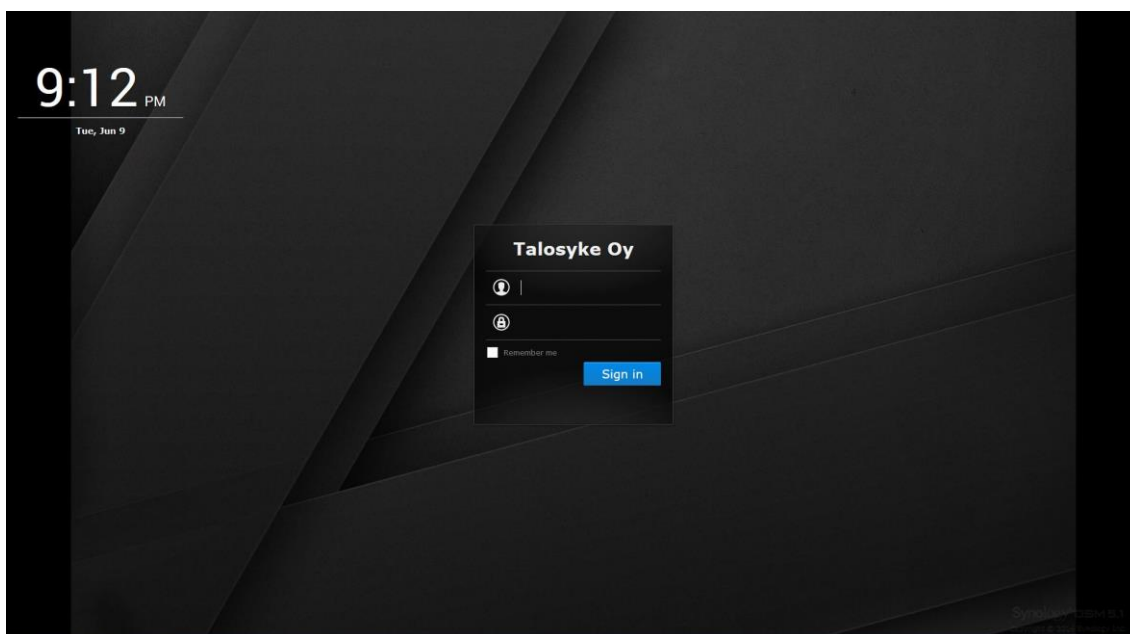 9:12 PM
Tue, Jun 9
Talosyke Oy
Remember me
Sign in
Synology DSM 5.1